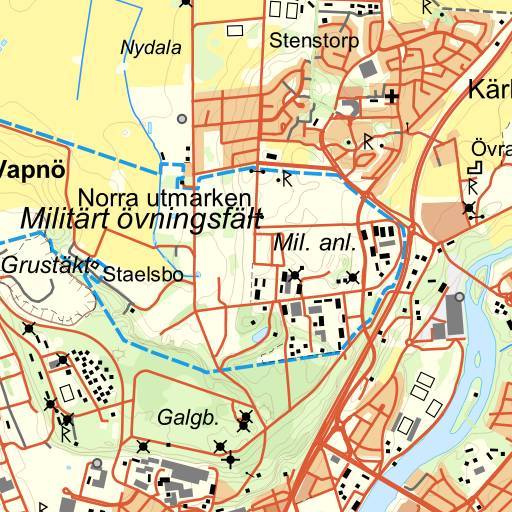 Nydala
Stenstorp
Kärl
Övra
Vapnö
Norra utmarken
Militärt övningsfält
Mil. anl.
Grustäkt
Staelsbo
Galgb.